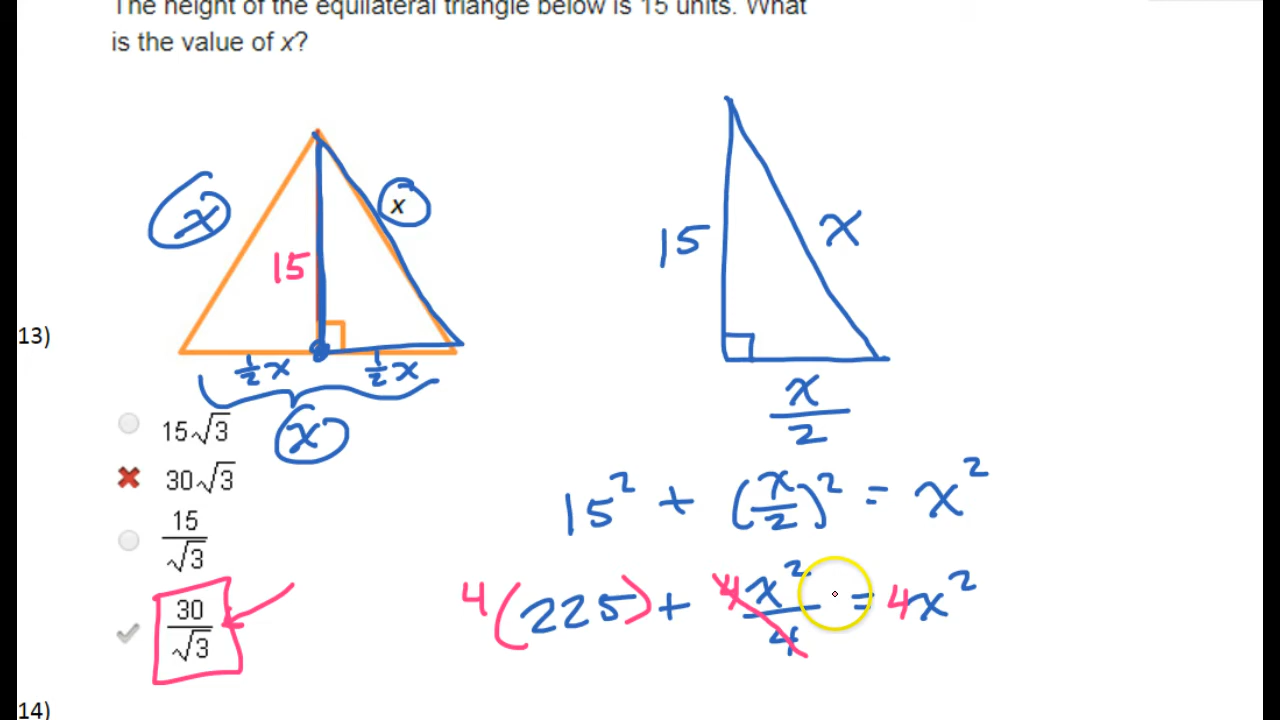 The height of the equilateral triangle below is 15 units. What
is the value of x?
x
x
15
15
x
13)
1/2 x
1/2 x
x
x/2
15√3
30√3
15/√3
30/√3
15² + (x/2)² = x²
4(225) + 4x²/4 = 4x²
14)